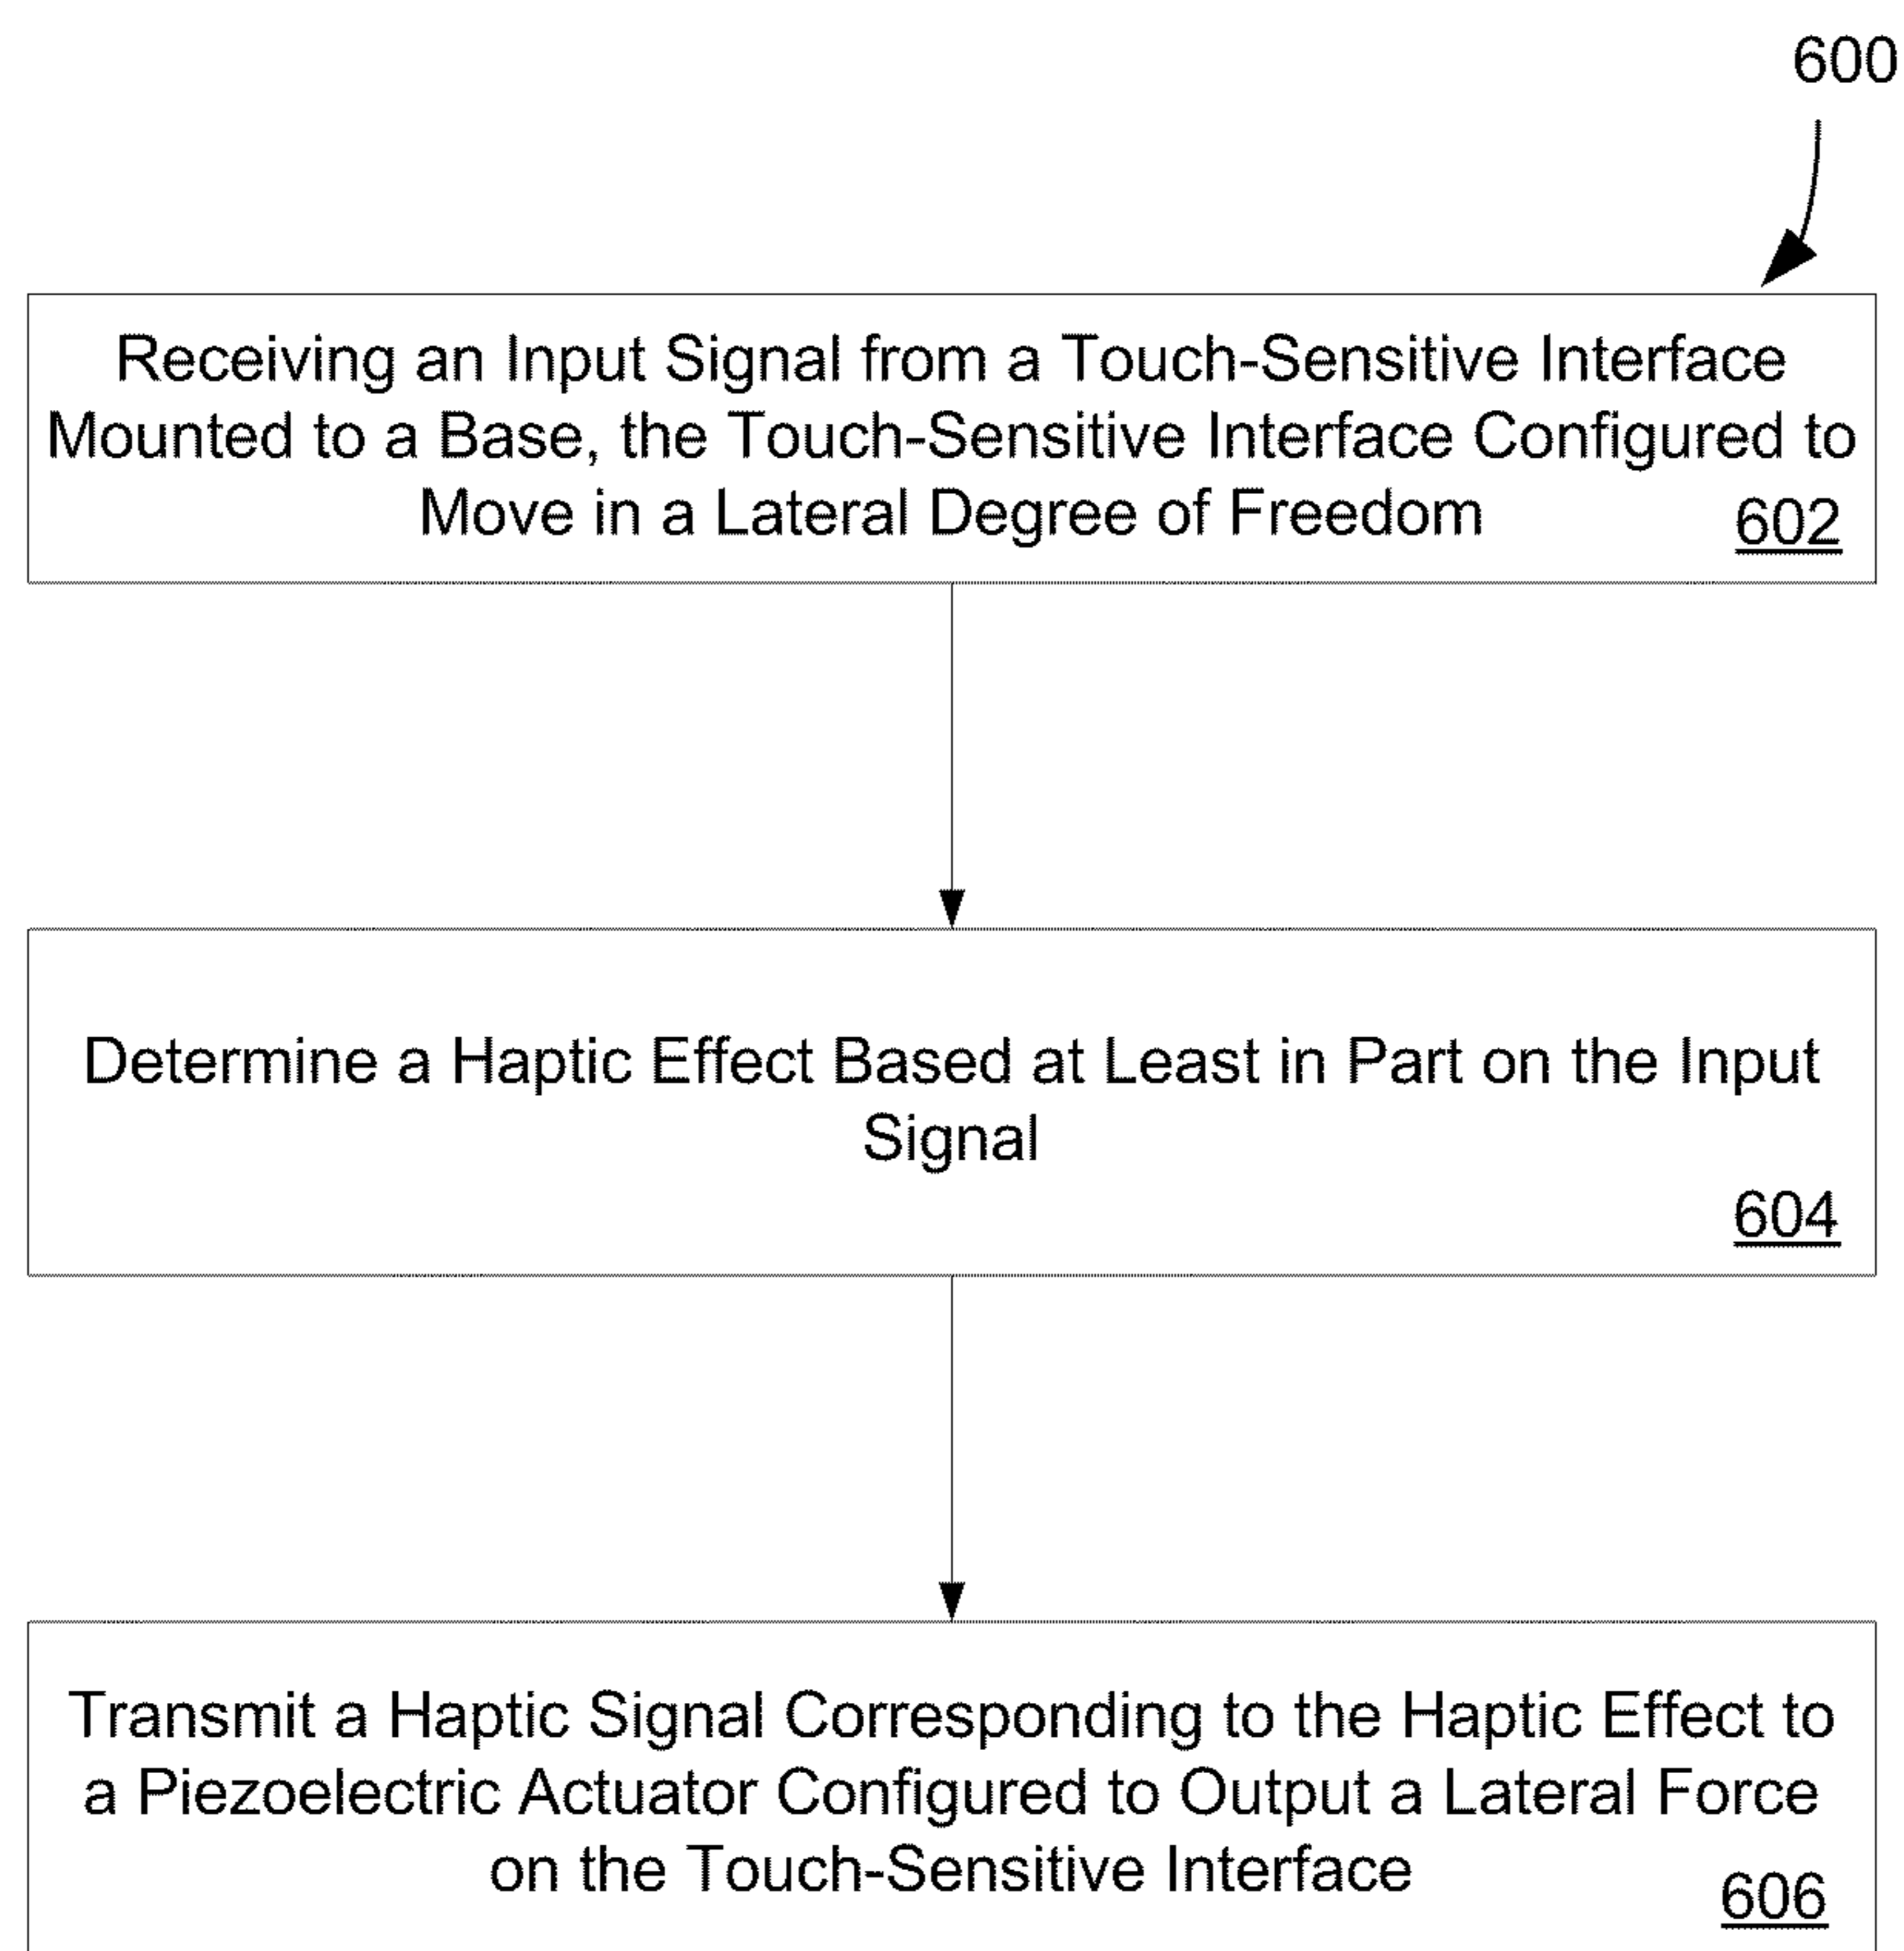 600
Receiving an Input Signal from a Touch-Sensitive Interface
Mounted to a Base, the Touch-Sensitive Interface Configured to
Move in a Lateral Degree of Freedom
602
Determine a Haptic Effect Based at Least in Part on the Input
Signal
604
Transmit a Haptic Signal Corresponding to the Haptic Effect to
a Piezoelectric Actuator Configured to Output a Lateral Force
on the Touch-Sensitive Interface
606